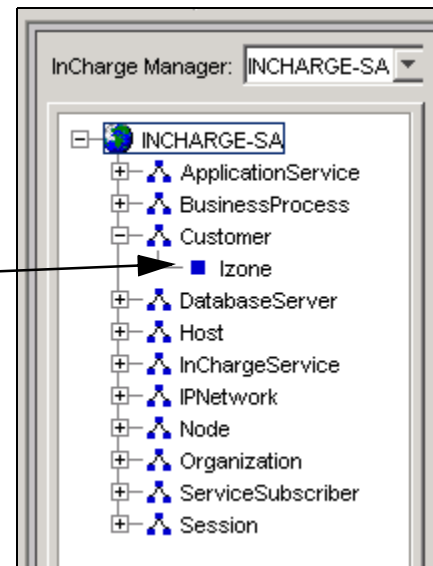 InCharge Manager: INCHARGE-SA
INCHARGE-SA
ApplicationService
BusinessProcess
Customer
Izone
DatabaseServer
Host
InChargeService
IPNetwork
Node
Organization
ServiceSubscriber
Session